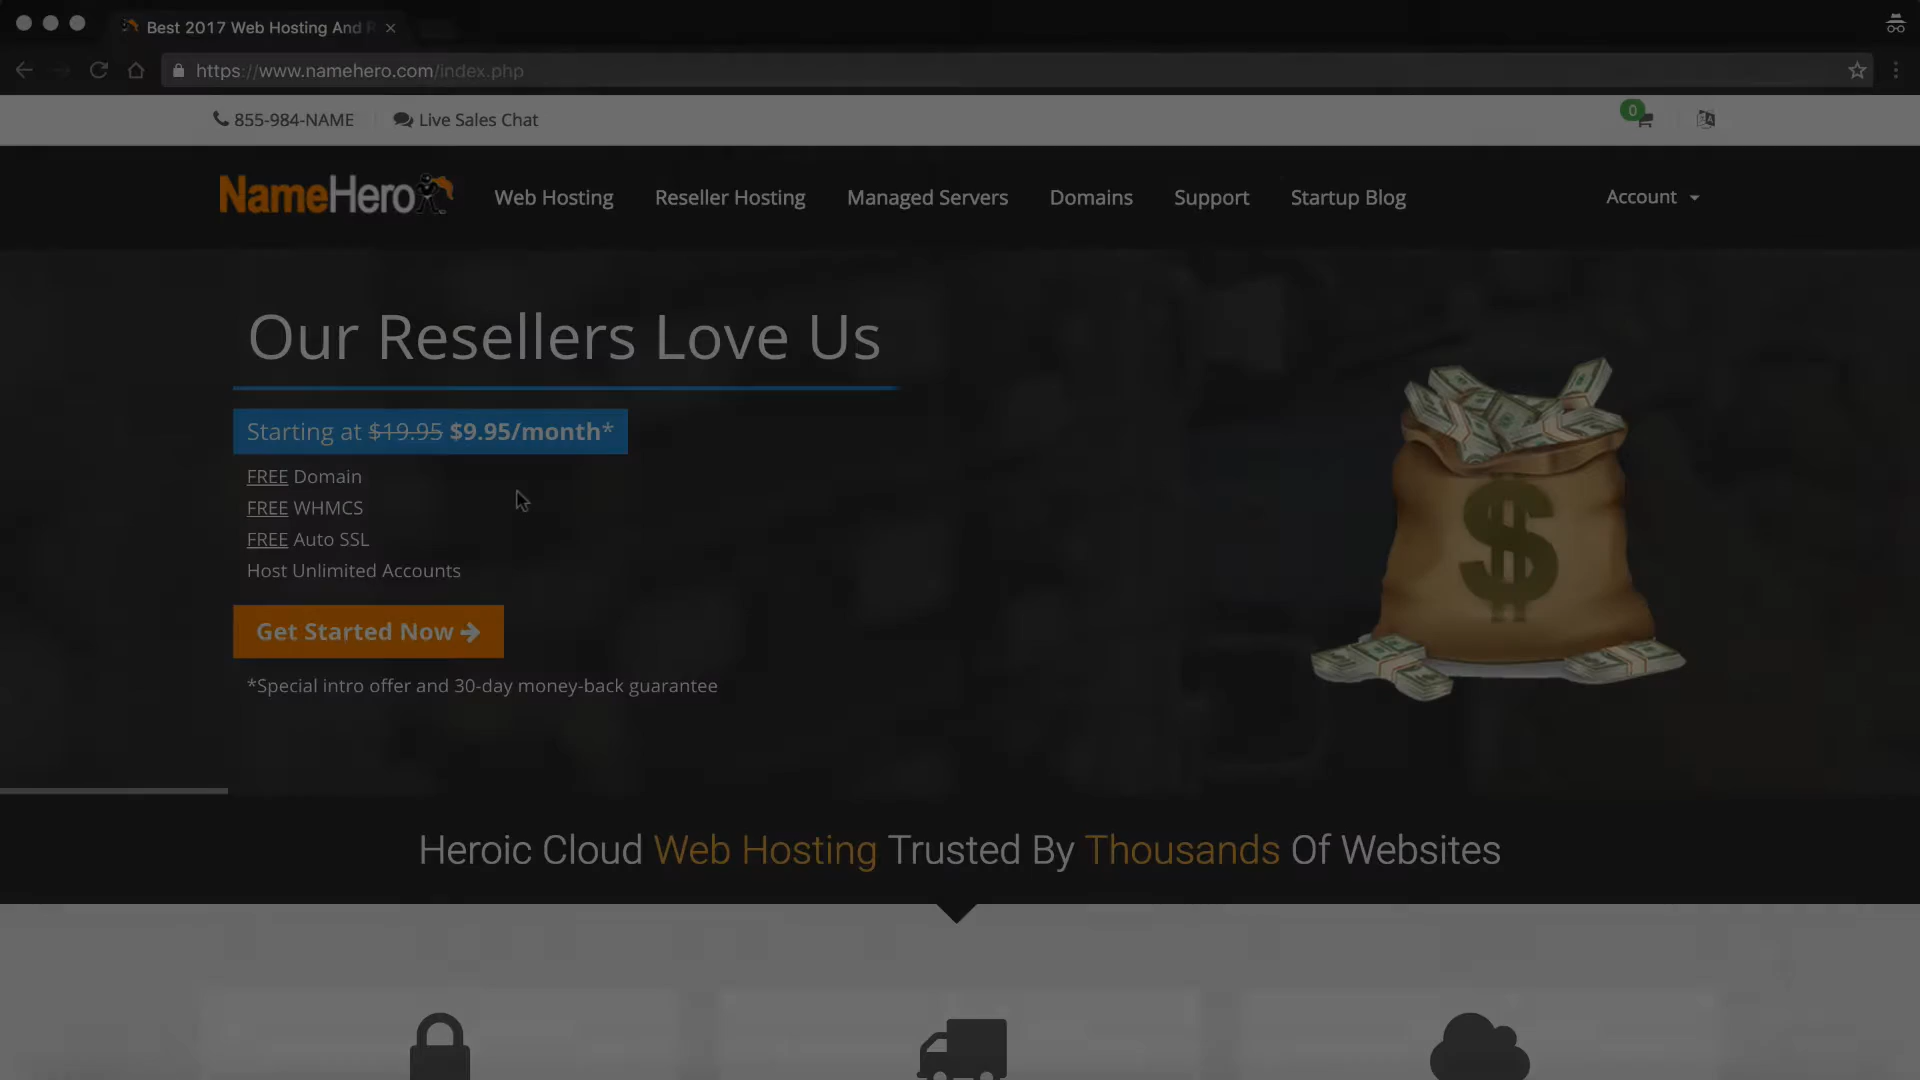 Best 2017 Web Hosting And
https://www.namehero.com/index.php
855-984-NAME Live Sales Chat 0
NameHero Web Hosting Reseller Hosting Managed Servers Domains Support Startup Blog Account
Our Resellers Love Us
Starting at $19.95 $9.95/month*
FREE Domain
FREE WHMCS
FREE Auto SSL
Host Unlimited Accounts
Get Started Now
*Special intro offer and 30-day money-back guarantee
$
Heroic Cloud Web Hosting Trusted By Thousands Of Websites